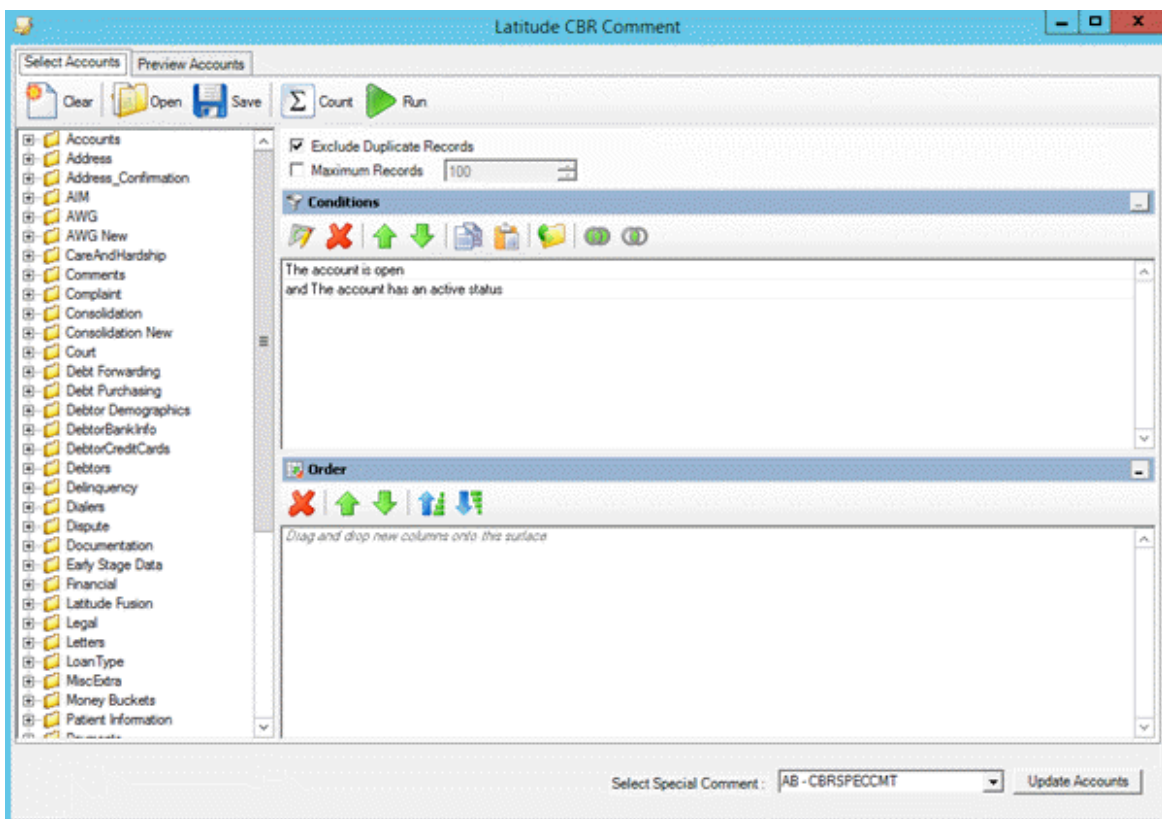 Latitude CBR Comment
Select Accounts Preview Accounts
Clear Open Save Σ Count Run
Accounts
Address
Address_Confirmation
AIM
AWG
AWG New
CareAndHardship
Comments
Complaint
Consolidation
Consolidation New
Court
Debt Forwarding
Debt Purchasing
Debtor Demographics
DebtorBankInfo
DebtorCreditCards
Debtors
Delinquency
Dialers
Dispute
Documentation
Early Stage Data
Financial
Latitude Fusion
Legal
Letters
LoanType
MiscExtra
Money Buckets
Patient Information
Exclude Duplicate Records
Maximum Records 100
Conditions
The account is open
and The account has an active status
Order
Drag and drop new columns onto this surface
Select Special Comment : AB - CBRSPECCMT Update Accounts